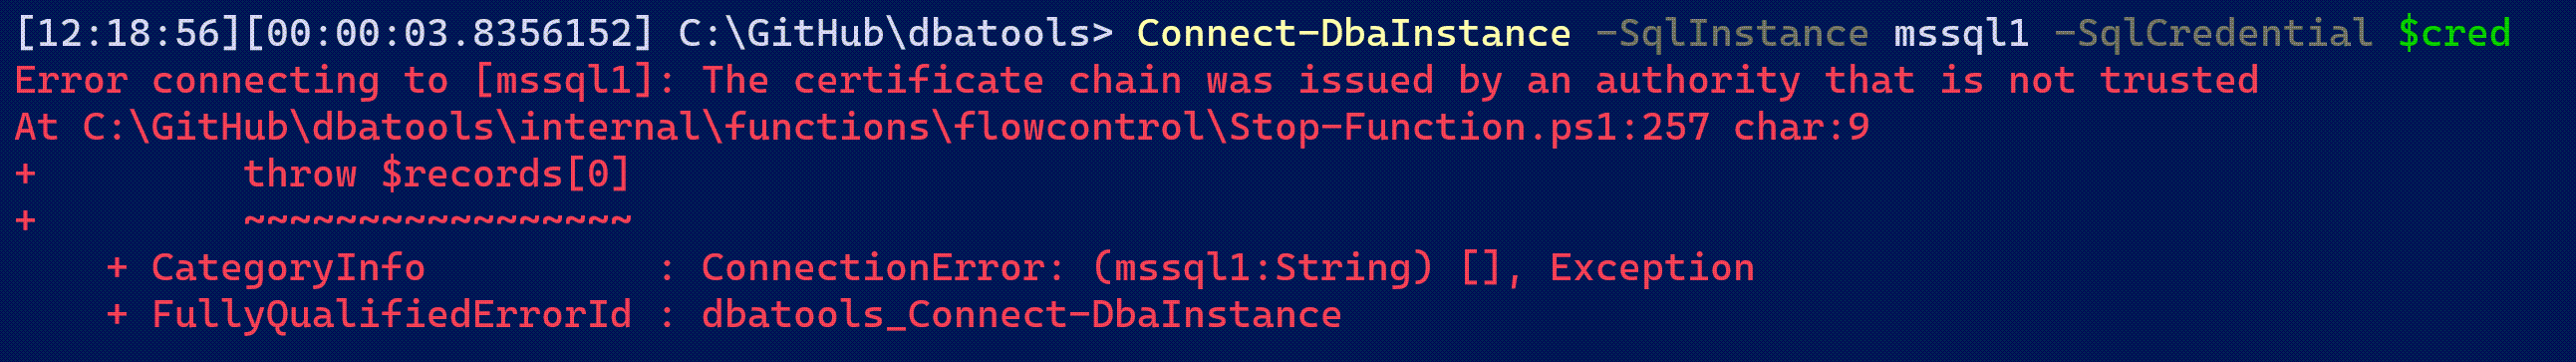 [12:18:56][00:00:03.8356152] C:\GitHub\dbatools> Connect-DbaInstance -SqlInstance mssql1 -SqlCredential $cred
Error connecting to [mssql1]: The certificate chain was issued by an authority that is not trusted
At C:\GitHub\dbatools\internal\functions\flowcontrol\Stop-Function.ps1:257 char:9
+         throw $records[0]
+         ~~~~~~~~~~~~~~~~~
    + CategoryInfo          : ConnectionError: (mssql1:String) [], Exception
    + FullyQualifiedErrorId : dbatools_Connect-DbaInstance